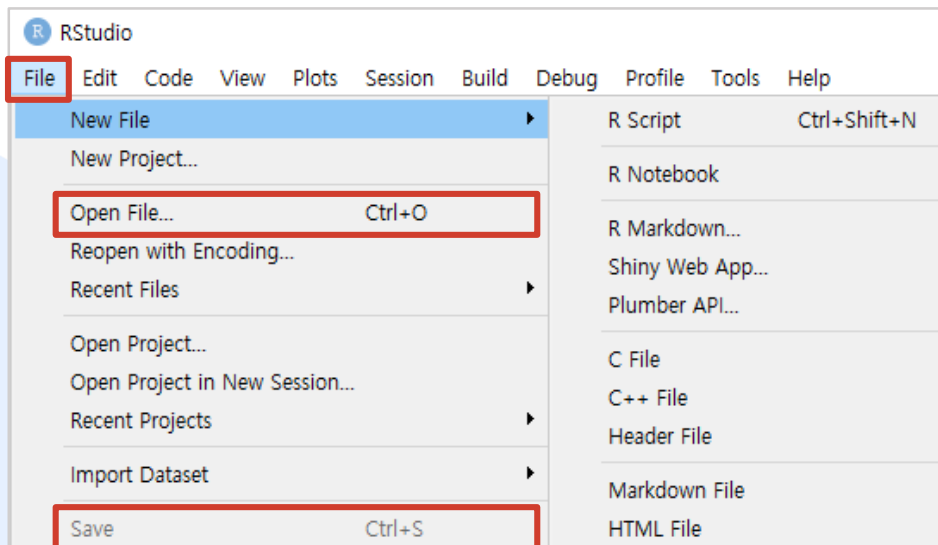 R RStudio
File Edit Code View Plots Session Build Debug Profile Tools Help
New File
New Project...
Open File... Ctrl+O
Reopen with Encoding...
Recent Files
Open Project...
Open Project in New Session...
Recent Projects
Import Dataset
Save Ctrl+S
R Script Ctrl+Shift+N
R Notebook
R Markdown...
Shiny Web App...
Plumber API...
C File
C++ File
Header File
Markdown File
HTML File